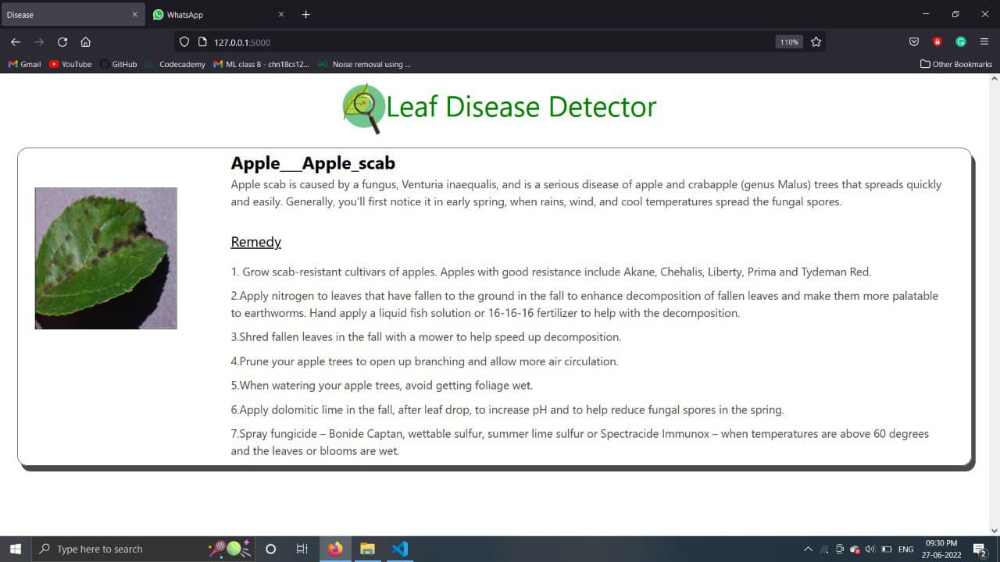 Disease
WhatsApp
127.0.0.1:5000
110%
Gmail
YouTube
GitHub
Codecademy
ML class 8 - chn18cs12...
Noise removal using ...
Other Bookmarks
Leaf Disease Detector
Apple___Apple_scab
Apple scab is caused by a fungus, Venturia inaequalis, and is a serious disease of apple and crabapple (genus Malus) trees that spreads quickly
and easily. Generally, you'll first notice it in early spring, when rains, wind, and cool temperatures spread the fungal spores.
Remedy
1. Grow scab-resistant cultivars of apples. Apples with good resistance include Akane, Chehalis, Liberty, Prima and Tydeman Red.
2.Apply nitrogen to leaves that have fallen to the ground in the fall to enhance decomposition of fallen leaves and make them more palatable
to earthworms. Hand apply a liquid fish solution or 16-16-16 fertilizer to help with the decomposition.
3.Shred fallen leaves in the fall with a mower to help speed up decomposition.
4.Prune your apple trees to open up branching and allow more air circulation.
5.When watering your apple trees, avoid getting foliage wet.
6.Apply dolomitic lime in the fall, after leaf drop, to increase pH and to help reduce fungal spores in the spring.
7.Spray fungicide – Bonide Captan, wettable sulfur, summer lime sulfur or Spectracide Immunox – when temperatures are above 60 degrees
and the leaves or blooms are wet.
Type here to search
ENG
09:30 PM
27-06-2022
2